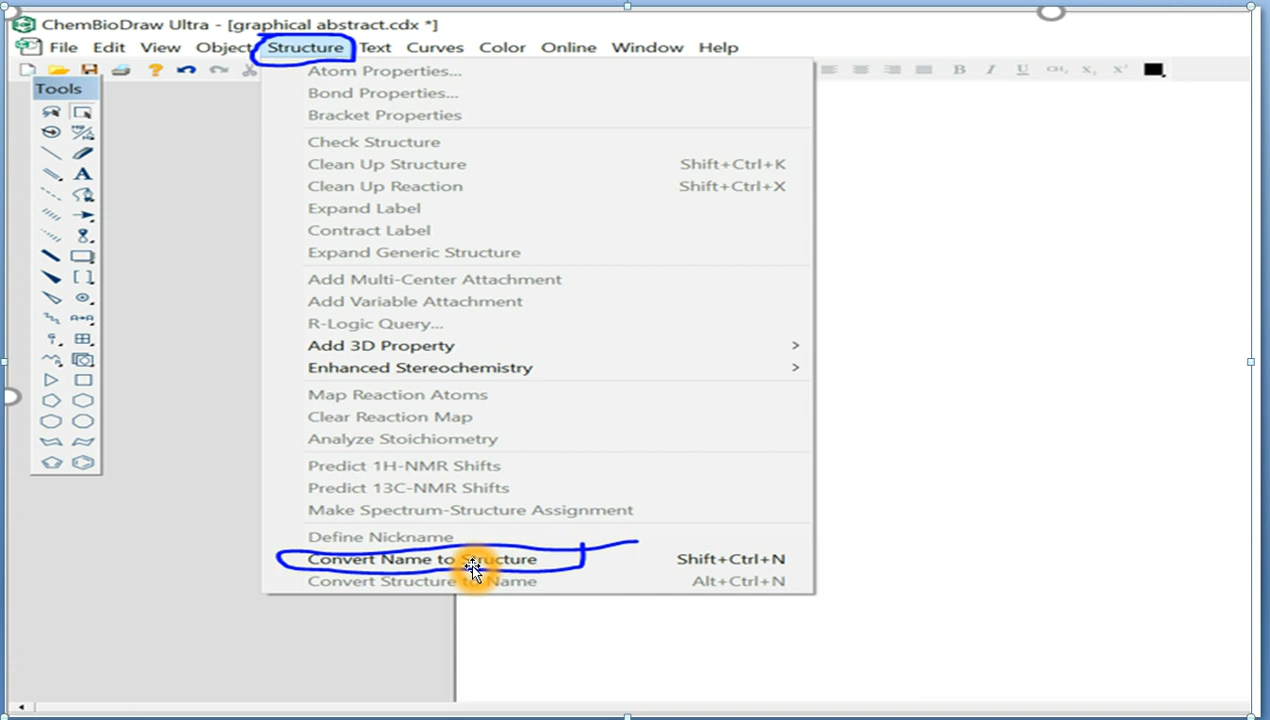 ChemBioDraw Ultra - [graphical abstract.cdx *]
File Edit View Object Structure Text Curves Color Online Window Help
Tools
B I U CH₂ X₂ X²
A
Atom Properties...
Bond Properties...
Bracket Properties
Check Structure
Clean Up Structure Shift+Ctrl+K
Clean Up Reaction Shift+Ctrl+X
Expand Label
Contract Label
Expand Generic Structure
Add Multi-Center Attachment
Add Variable Attachment
R-Logic Query...
Add 3D Property >
Enhanced Stereochemistry >
Map Reaction Atoms
Clear Reaction Map
Analyze Stoichiometry
Predict 1H-NMR Shifts
Predict 13C-NMR Shifts
Make Spectrum-Structure Assignment
Define Nickname
Convert Name to Structure Shift+Ctrl+N
Convert Structure to Name Alt+Ctrl+N